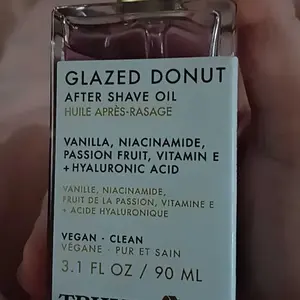 GLAZED DONUT
AFTER SHAVE OIL
HUILE APRÈS-RASAGE
VANILLA, NIACINAMIDE,
PASSION FRUIT, VITAMIN E
+ HYALURONIC ACID
VANILLE, NIACINAMIDE,
FRUIT DE LA PASSION, VITAMINE E
+ ACIDE HYALURONIQUE
VEGAN - CLEAN
VÉGANE - PUR ET SAIN
3.1 FL OZ / 90 ML